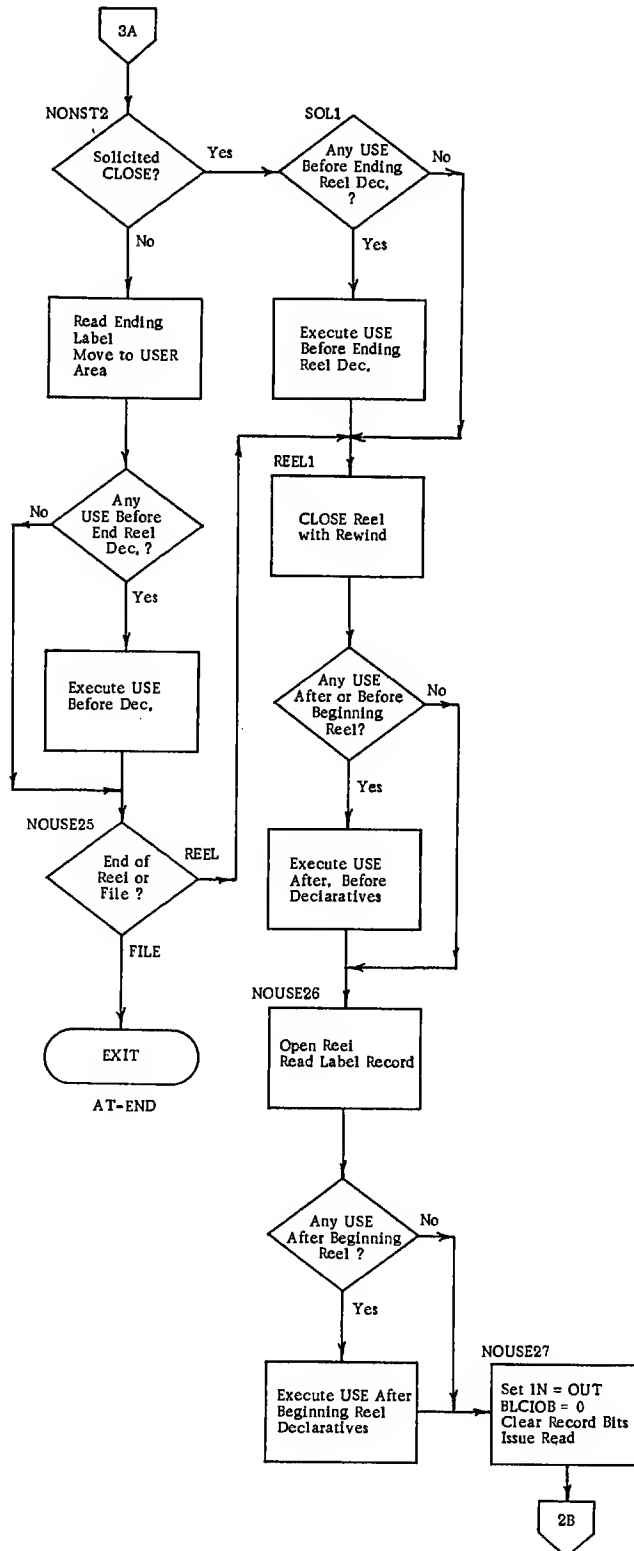 3A
NONST2
Solicited
CLOSE?
Yes
No
SOL1
Any USE
Before Ending
Reel Dec.
?
No
Yes
Read Ending
Label
Move to USER
Area
Execute USE
Before Ending
Reel Dec.
Any
USE Before
End Reel
Dec. ?
No
Yes
REEL1
CLOSE Reel
with Rewind
Execute USE
Before Dec.
Any USE
After or Before
Beginning
Reel?
No
Yes
NOUSE25
End of
Reel or
File ?
REEL
FILE
Execute USE
After, Before
Declaratives
EXIT
AT-END
NOUSE26
Open Reel
Read Label Record
Any USE
After Beginning
Reel ?
No
Yes
Execute USE After
Beginning Reel
Declaratives
NOUSE27
Set IN = OUT
BLCIOB = 0
Clear Record Bits
Issue Read
2B